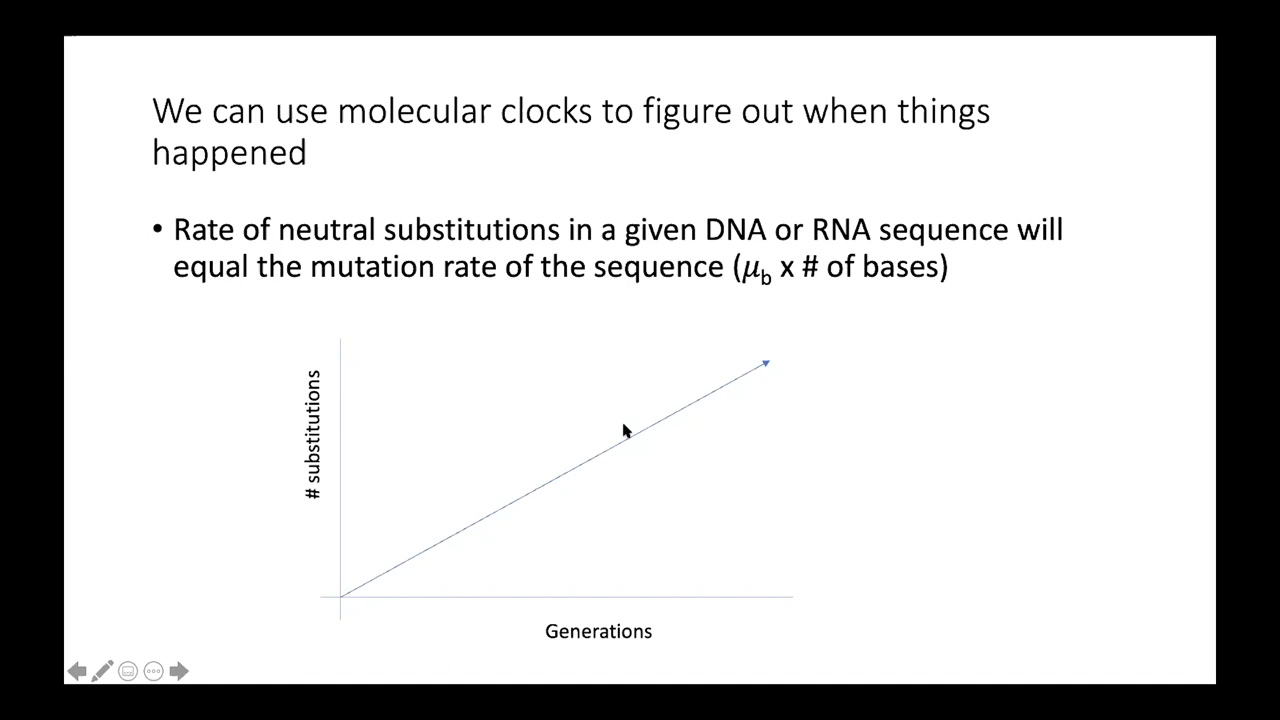 We can use molecular clocks to figure out when things
happened
• Rate of neutral substitutions in a given DNA or RNA sequence will
equal the mutation rate of the sequence (μb x # of bases)
# substitutions
Generations